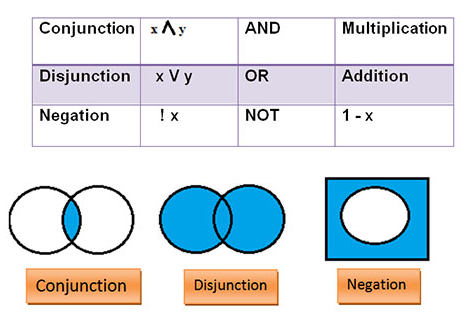 Conjunction x ∧ y AND Multiplication
Disjunction x V y OR Addition
Negation ! x NOT 1 - x
Conjunction Disjunction Negation